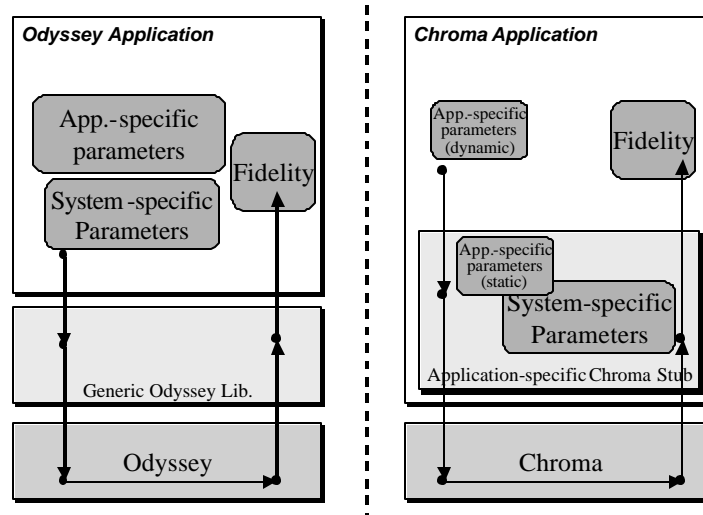 Odyssey Application
App.-specific
parameters
Fidelity
System-specific
Parameters
Generic Odyssey Lib.
Odyssey
Chroma Application
App.-specific
parameters
(dynamic)
Fidelity
App.-specific
parameters
(static)
System-specific
Parameters
Application-specific Chroma Stub
Chroma